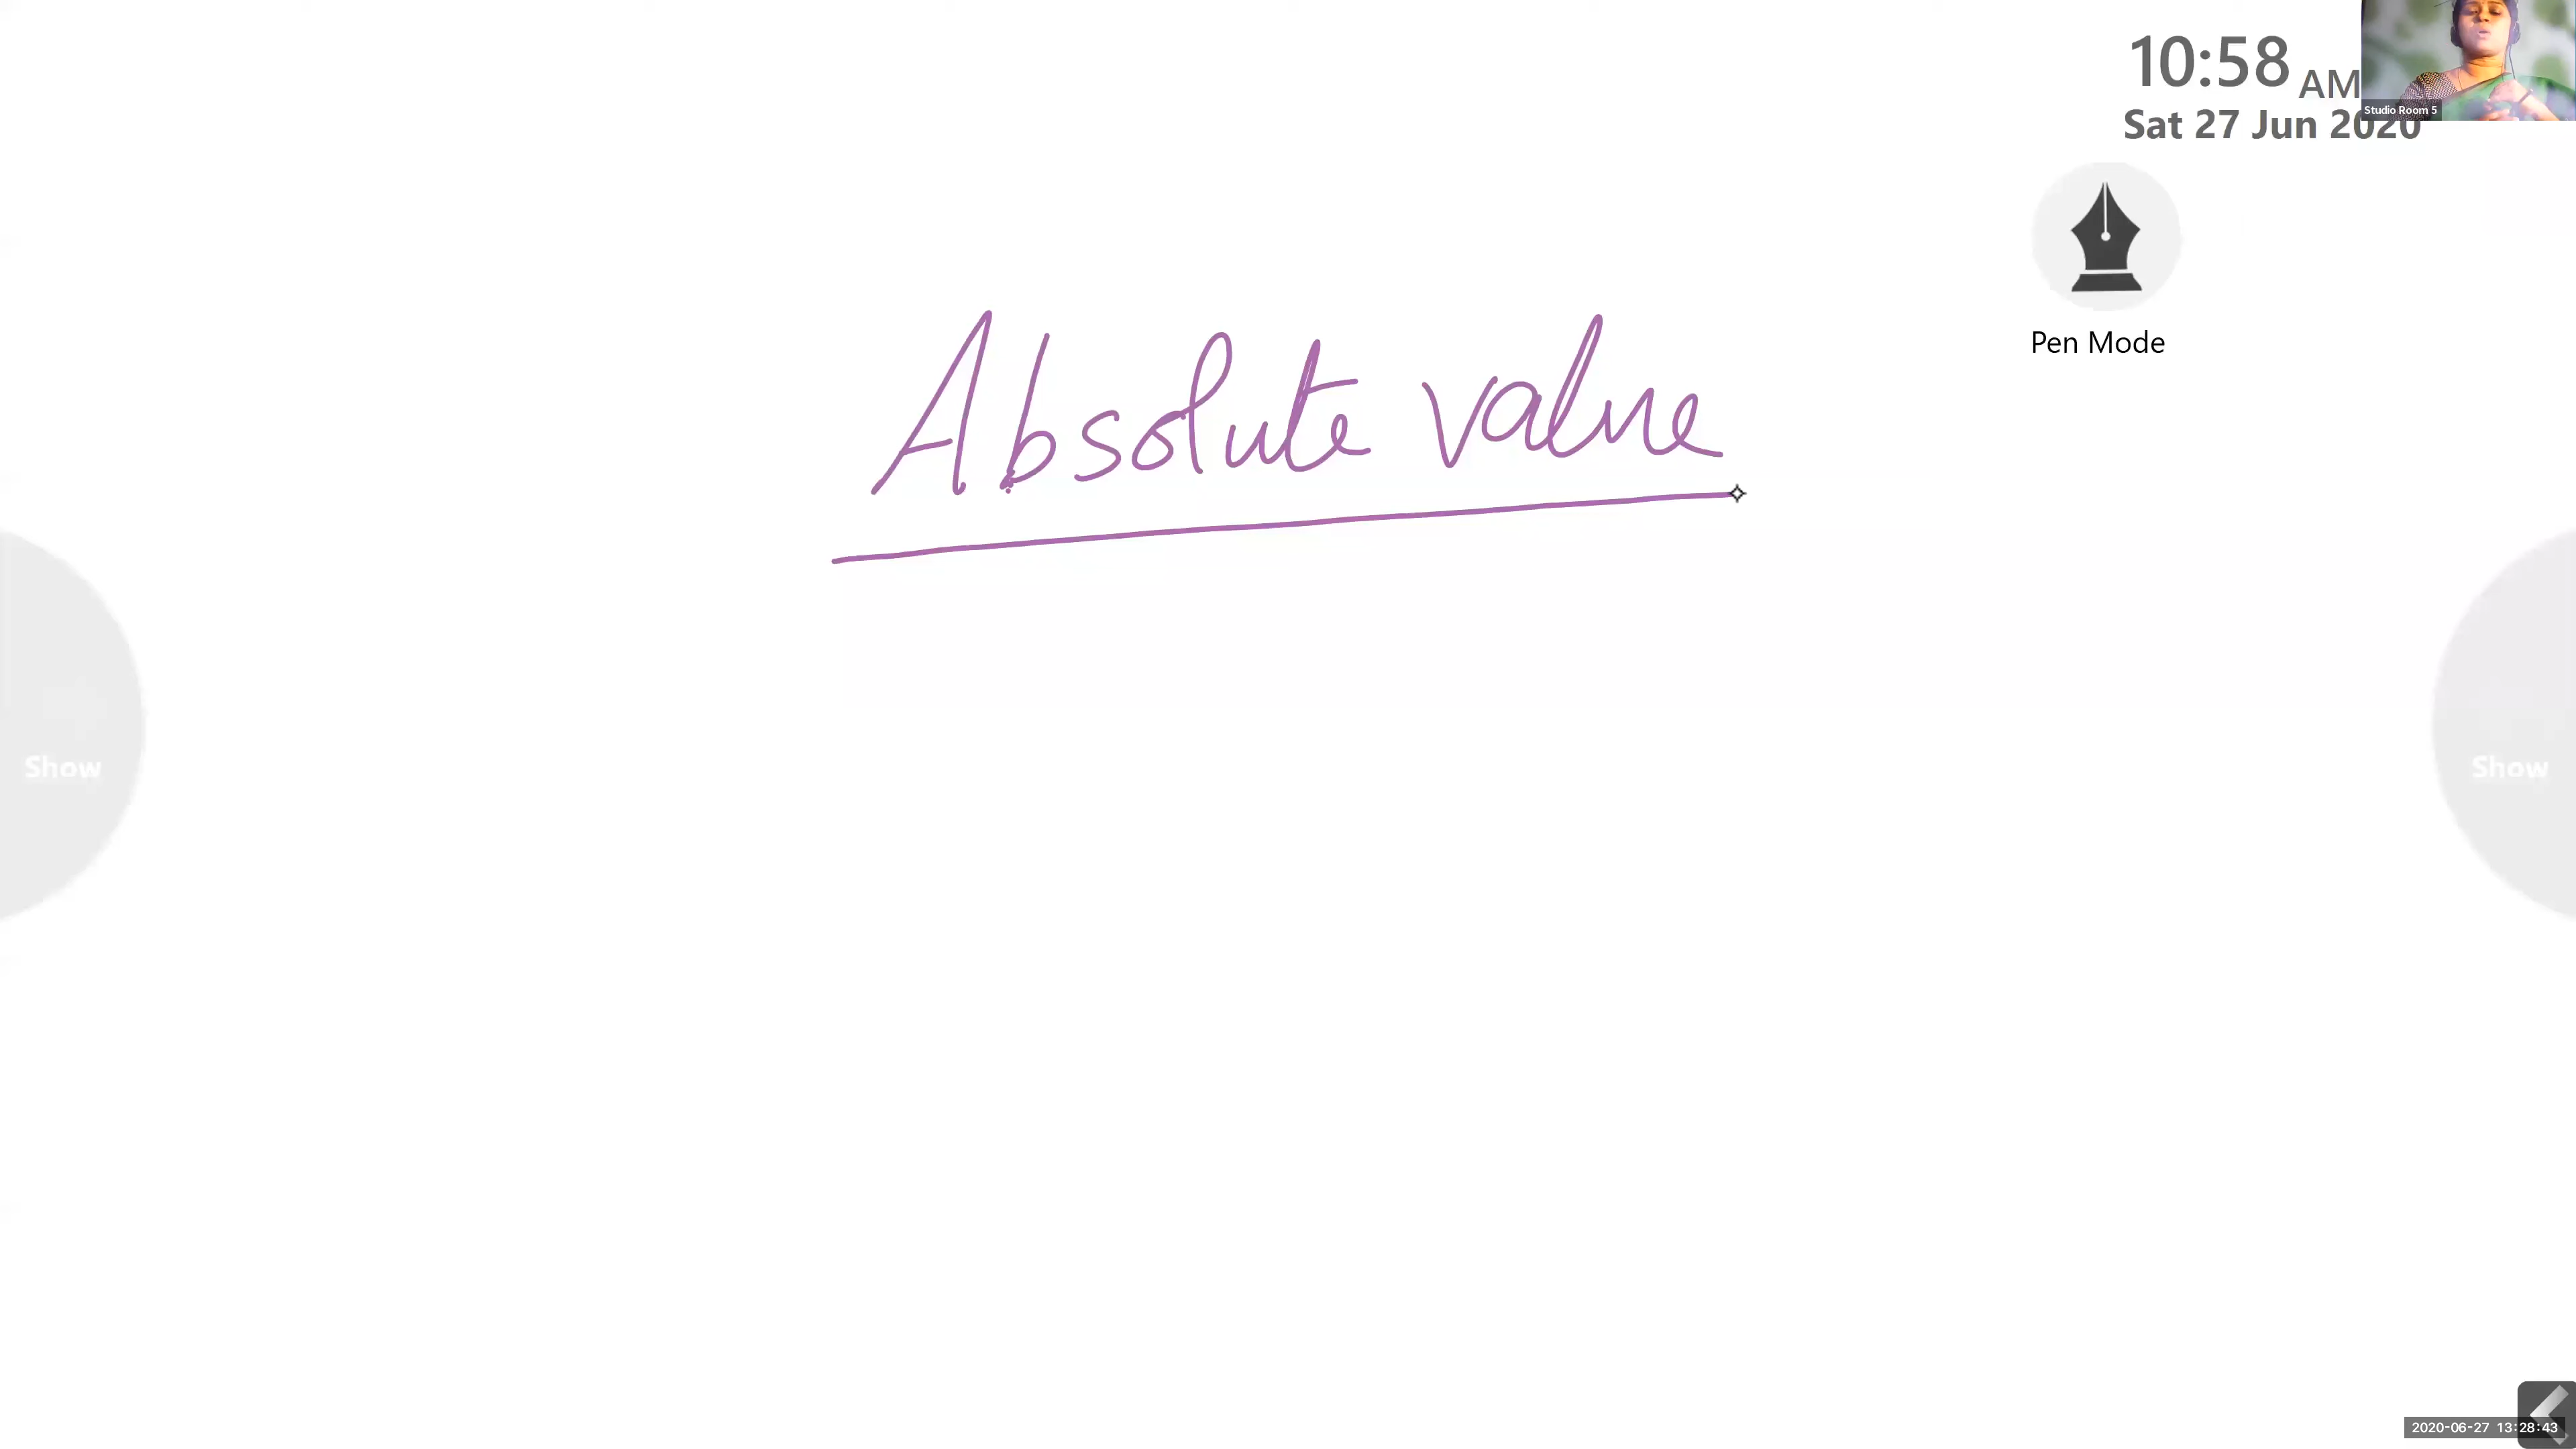 10:58 AM
Studio Room 5
Sat 27 Jun 2020
Pen Mode
Absolute value
Show
Show
2020-06-27 13:28:43